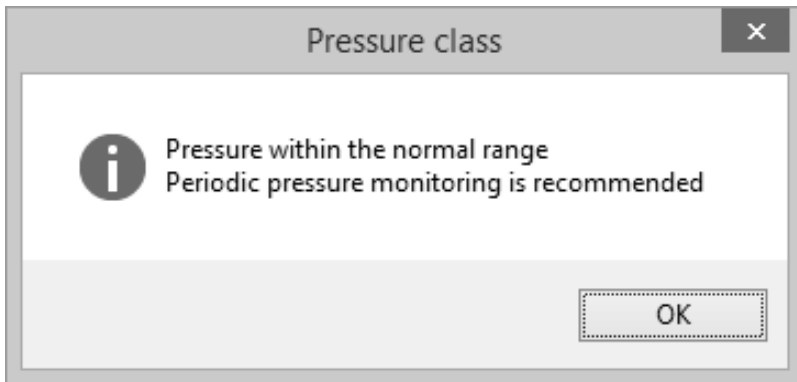 Pressure class
Pressure within the normal range
Periodic pressure monitoring is recommended
OK